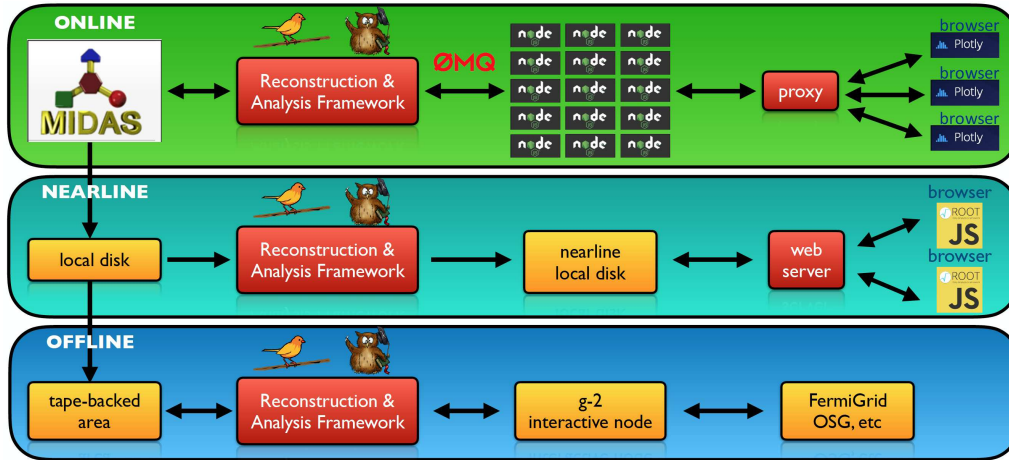 ONLINE
MIDAS
Reconstruction &
Analysis Framework
ØMQ
node node node
node node node
node node node
node node node
node node node
proxy
browser
Plotly
browser
Plotly
browser
Plotly
NEARLINE
local disk
Reconstruction &
Analysis Framework
nearline
local disk
web
server
browser
ROOT
JS
browser
ROOT
JS
OFFLINE
tape-backed
area
Reconstruction &
Analysis Framework
g-2
interactive node
FermiGrid
OSG, etc